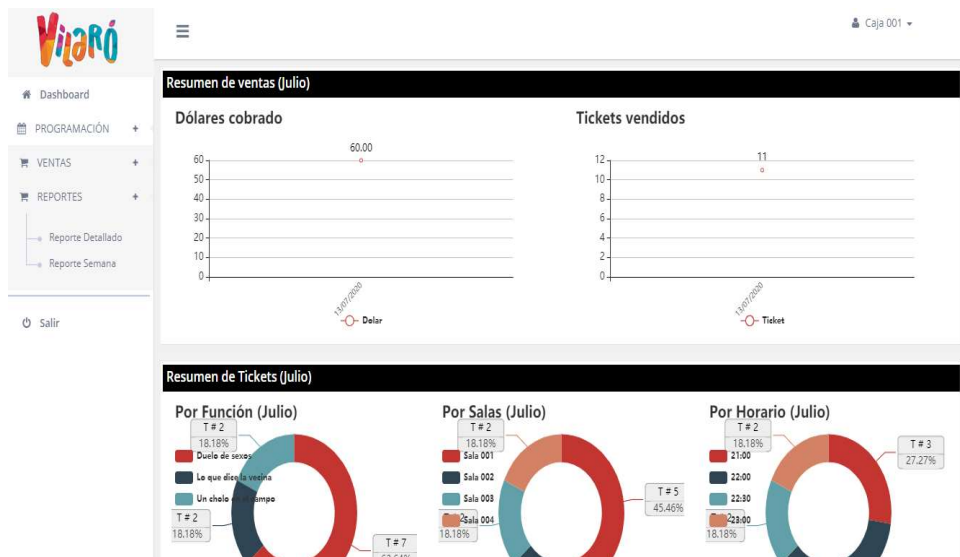 Vilaró
Caja 001
Dashboard
PROGRAMACIÓN +
VENTAS +
REPORTES +
Reporte Detallado
Reporte Semana
Salir
Resumen de ventas (Julio)
Dólares cobrado
60.00
60
50
40
30
20
10
0
13/07/2020
Dolar
Tickets vendidos
11
12
10
8
6
4
2
0
13/07/2020
Ticket
Resumen de Tickets (Julio)
Por Función (Julio)
T # 2
18.18%
Duelo de sexos
Lo que dice la vecina
Un cholo en el campo
T # 2
18.18%
T # 7
Por Salas (Julio)
T # 2
18.18%
Sala 001
Sala 002
Sala 003
Sala 004
18.18%
T # 5
45.46%
Por Horario (Julio)
T # 2
18.18%
21:00
22:00
22:30
23:00
18.18%
T # 3
27.27%